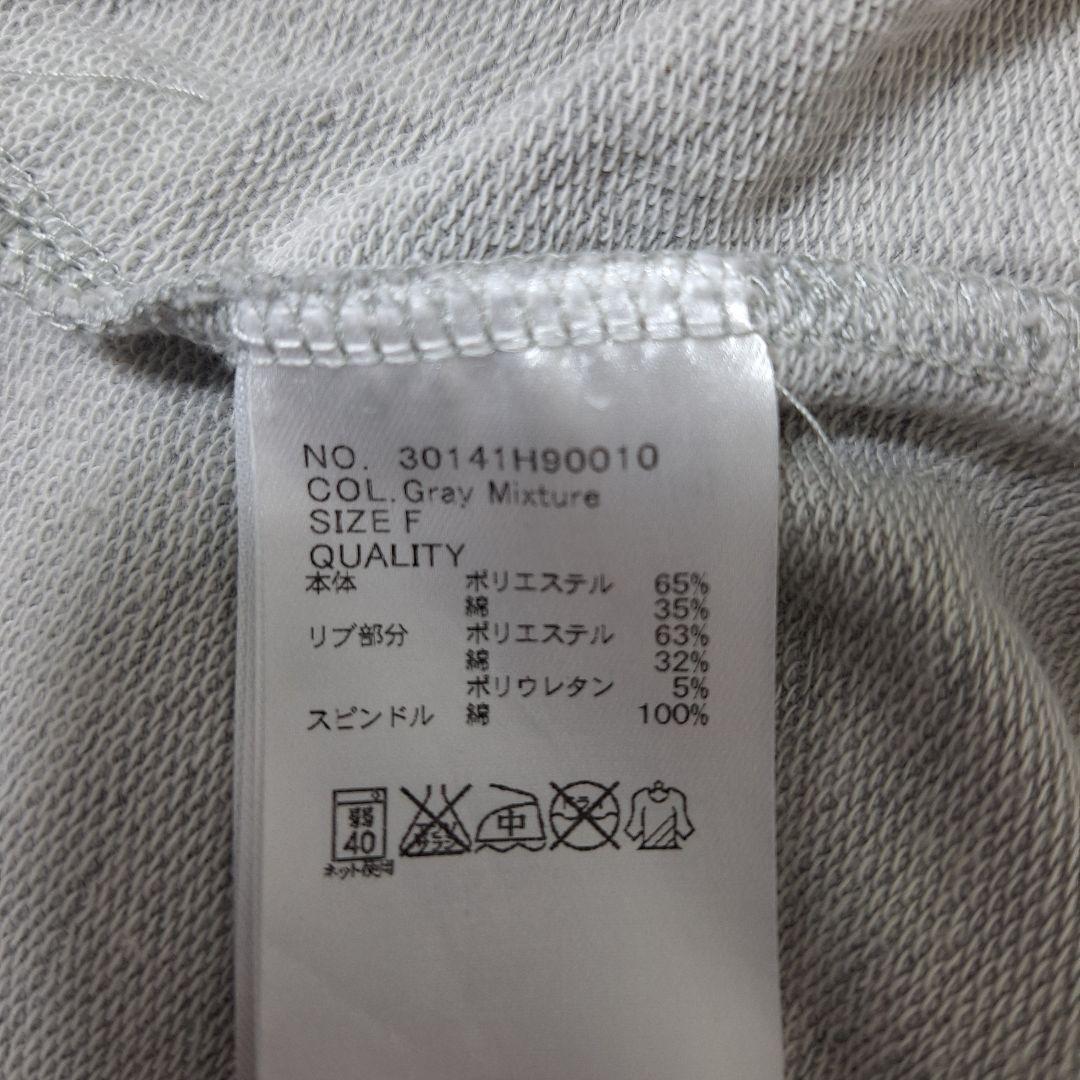 NO. 30141H90010
COL.Gray Mixture
SIZE F
QUALITY
本体 ポリエステル 65%
綿 35%
リブ部分 ポリエステル 63%
綿 32%
ポリウレタン 5%
スピンドル 綿 100%
弱 中
40
ネット使用